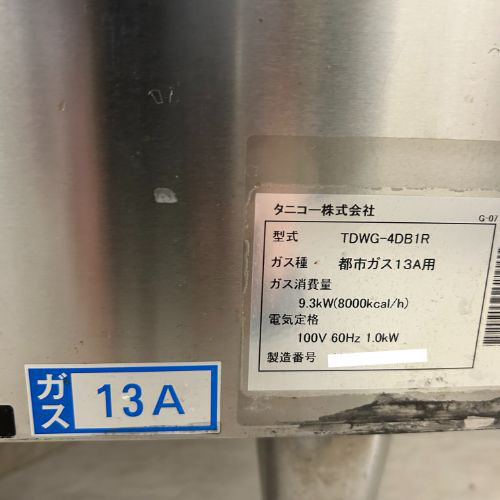 タニコー株式会社
G-07
型式 TDWG-4DB1R
ガス種 都市ガス13A用
ガス消費量
9.3kW(8000kcal/h)
電気定格
100V 60Hz 1.0kW
製造番号
ガス 13A